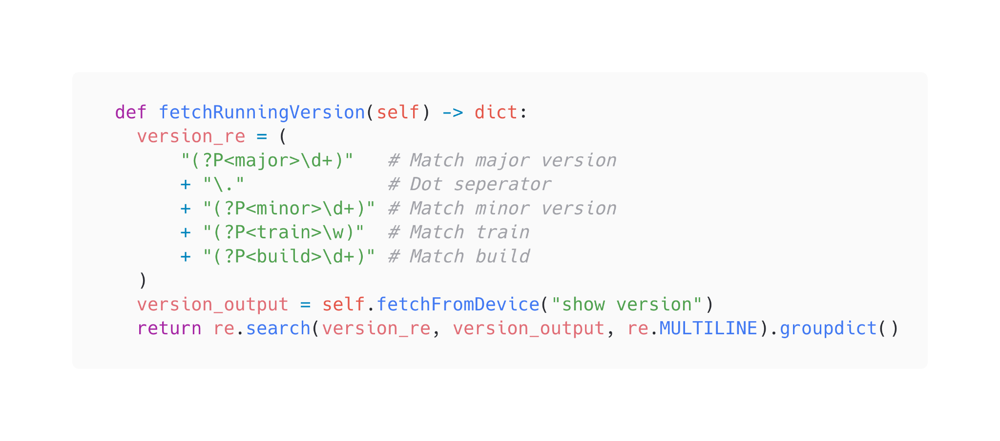 def fetchRunningVersion(self) -> dict:
  version_re = (
      "(?P<major>\d+)"   # Match major version
      + "\."             # Dot seperator
      + "(?P<minor>\d+)" # Match minor version
      + "(?P<train>\w)"  # Match train
      + "(?P<build>\d+)" # Match build
  )
  version_output = self.fetchFromDevice("show version")
  return re.search(version_re, version_output, re.MULTILINE).groupdict()